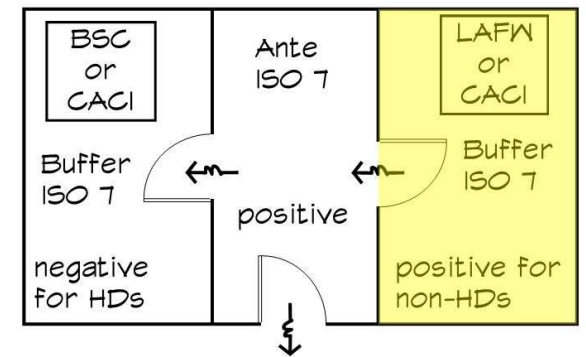 BSC
or
CACI
Buffer
ISO 7
negative
for HDs
Ante
ISO 7
positive
LAFW
or
CACI
Buffer
ISO 7
positive for
non-HDs